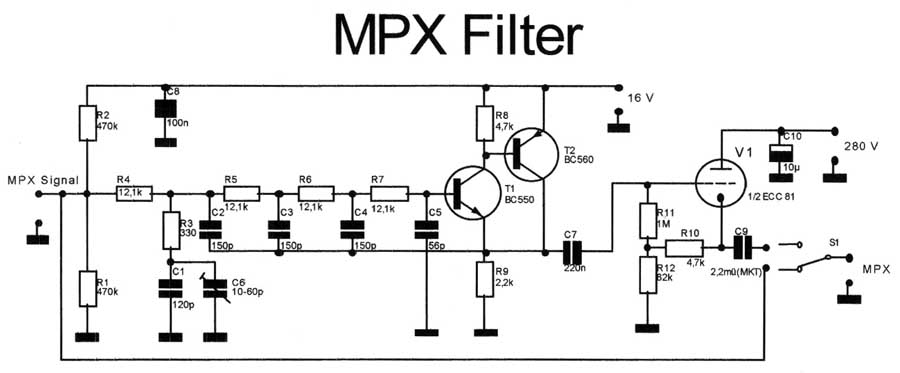 MPX Filter
C8
100n
16 V
R2
470k
R8
4,7k
T2
BC560
V1
C10
10µ
280 V
MPX Signal
R4
12,1k
R5
12,1k
R6
12,1k
R7
12,1k
T1
BC550
1/2 ECC 81
R3
330
C2
150p
C3
150p
C4
150p
C5
56p
C7
220n
R11
1M
R10
4,7k
C9
2,2mü(MKT)
S1
MPX
R1
470k
C1
120p
C6
10-60p
R9
2,2k
R12
82k